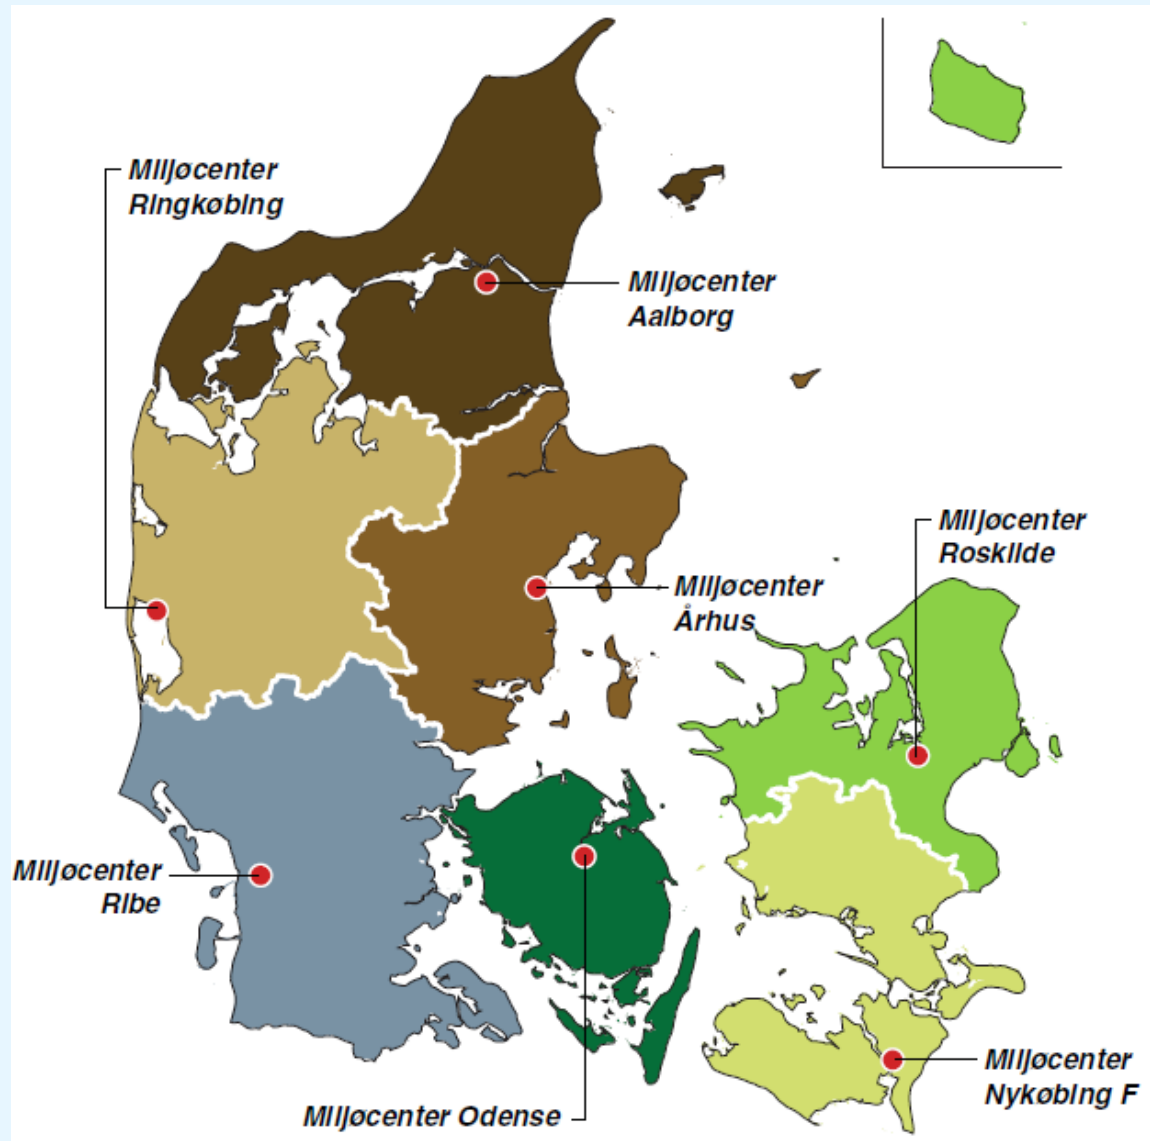 Miljøcenter
Ringkøbing
Miljøcenter
Aalborg
Miljøcenter
Roskilde
Miljøcenter
Århus
Miljøcenter
Ribe
Miljøcenter
Nykøbing F
Miljøcenter Odense